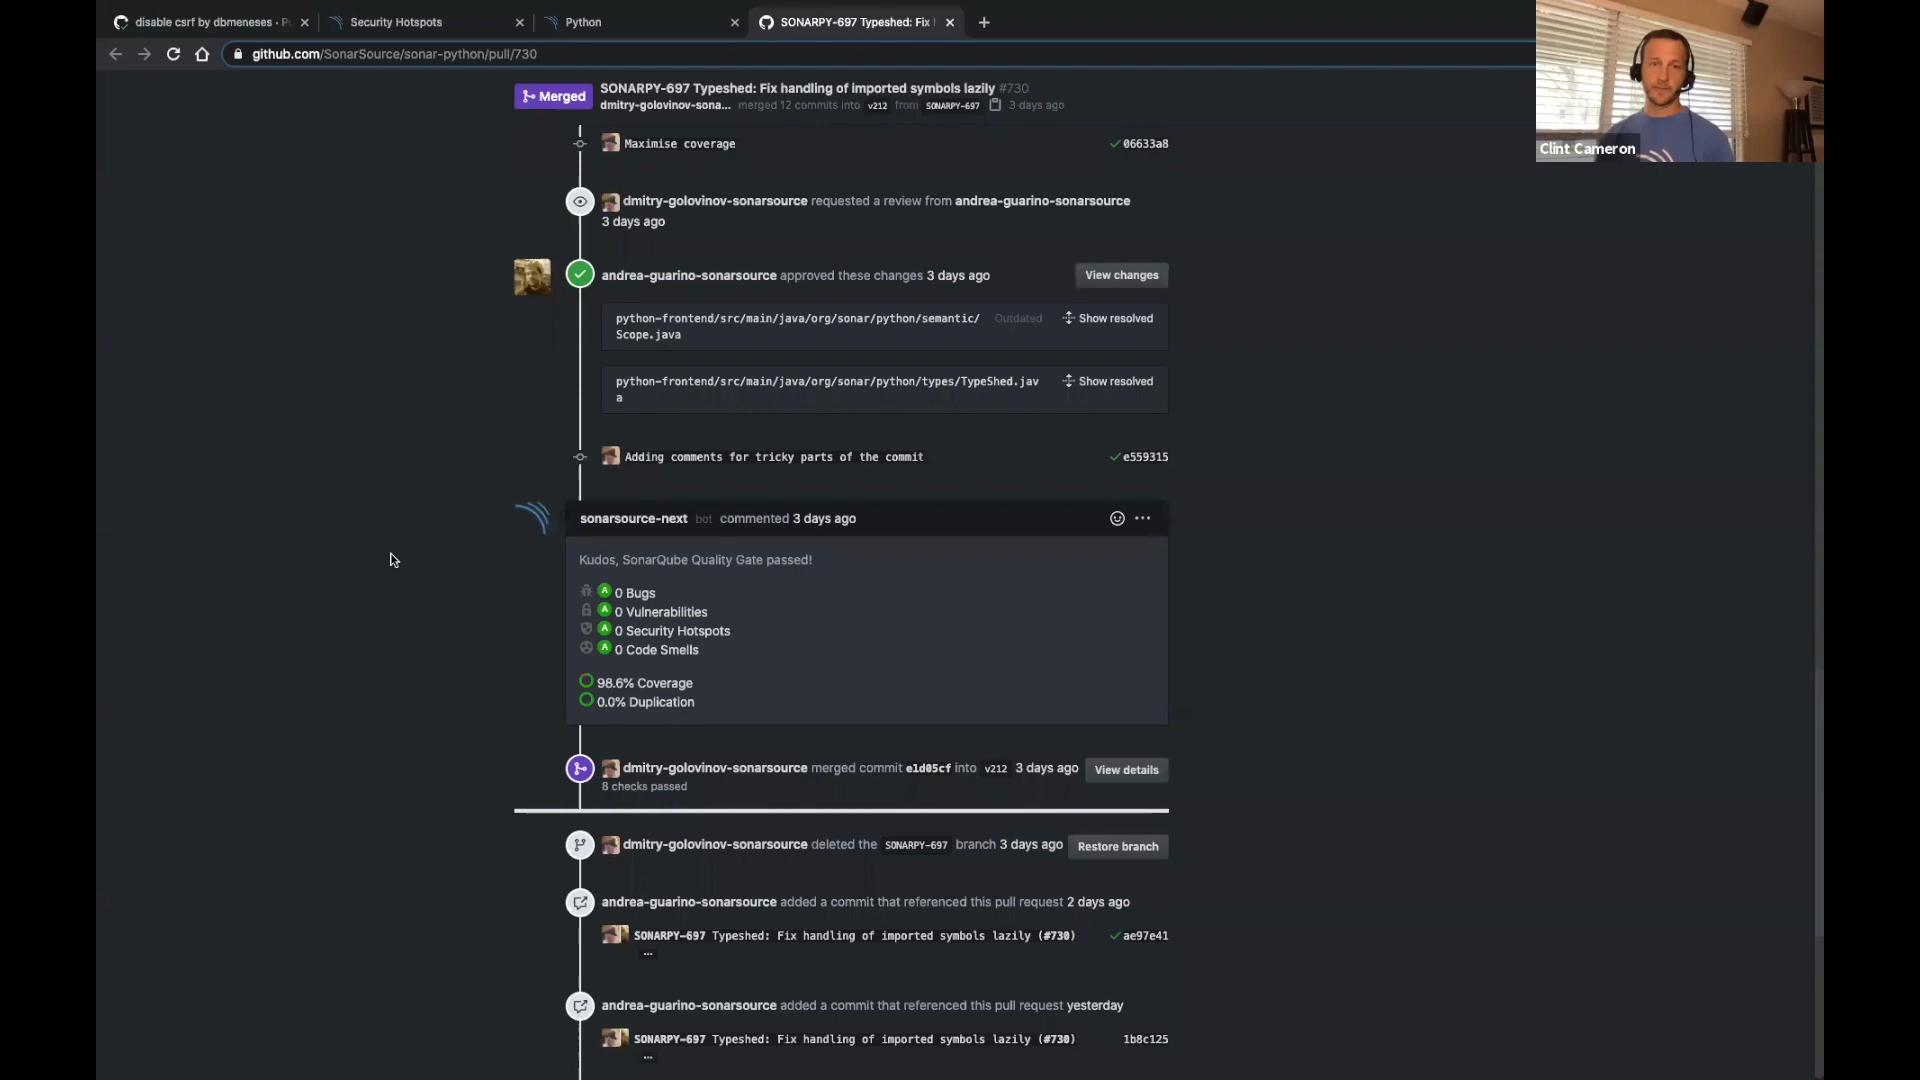 disable csrf by dbmeneses · P
Security Hotspots
Python
SONARPY-697 Typeshed: Fix
github.com/SonarSource/sonar-python/pull/730
Merged
SONARPY-697 Typeshed: Fix handling of imported symbols lazily #730
dmitry-golovinov-sona... merged 12 commits into v212 from SONARPY-697 3 days ago
Clint Cameron
Maximise coverage 06633a8
dmitry-golovinov-sonarsource requested a review from andrea-guarino-sonarsource
3 days ago
andrea-guarino-sonarsource approved these changes 3 days ago View changes
python-frontend/src/main/java/org/sonar/python/semantic/ Outdated Show resolved
Scope.java
python-frontend/src/main/java/org/sonar/python/types/TypeShed.jav Show resolved
a
Adding comments for tricky parts of the commit e559315
sonarsource-next bot commented 3 days ago
Kudos, SonarQube Quality Gate passed!
A 0 Bugs
A 0 Vulnerabilities
A 0 Security Hotspots
A 0 Code Smells
98.6% Coverage
0.0% Duplication
dmitry-golovinov-sonarsource merged commit e1d05cf into v212 3 days ago View details
8 checks passed
dmitry-golovinov-sonarsource deleted the SONARPY-697 branch 3 days ago Restore branch
andrea-guarino-sonarsource added a commit that referenced this pull request 2 days ago
SONARPY-697 Typeshed: Fix handling of imported symbols lazily (#730) ae97e41
...
andrea-guarino-sonarsource added a commit that referenced this pull request yesterday
SONARPY-697 Typeshed: Fix handling of imported symbols lazily (#730) 1b8c125
...